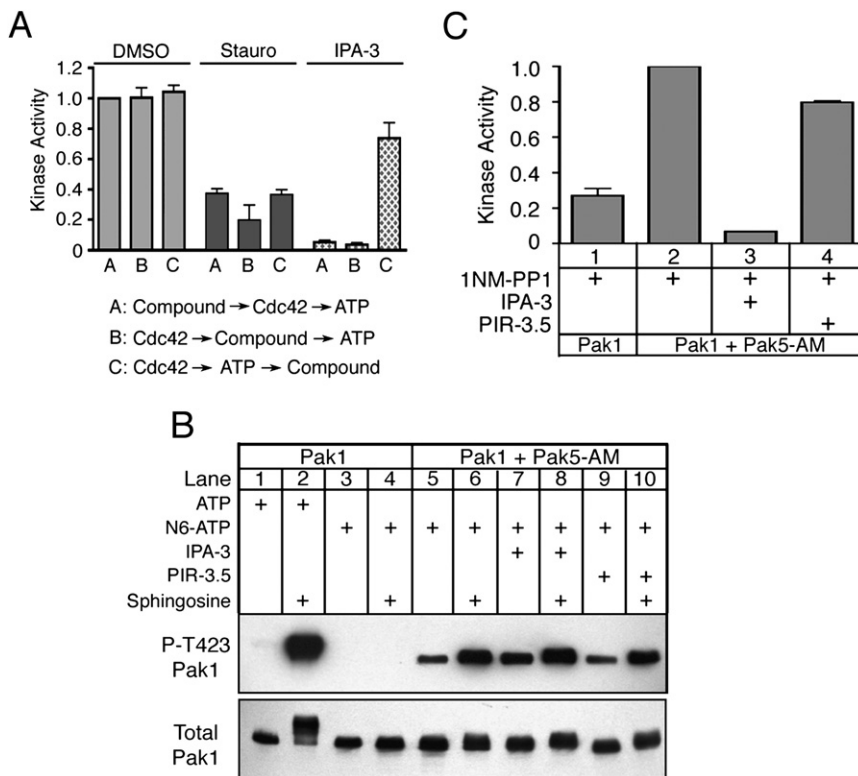 A
DMSO Stauro IPA-3
Kinase Activity
1.2
1.0
0.8
0.6
0.4
0.2
0
A B C A B C A B C
A: Compound → Cdc42 → ATP
B: Cdc42 → Compound → ATP
C: Cdc42 → ATP → Compound
C
Kinase Activity
1.0
0.8
0.6
0.4
0.2
0
1 2 3 4
1NM-PP1 + + + +
IPA-3 +
PIR-3.5 +
Pak1 Pak1 + Pak5-AM
B
Pak1 Pak1 + Pak5-AM
Lane 1 2 3 4 5 6 7 8 9 10
ATP + +
N6-ATP + + + + + + + +
IPA-3 + +
PIR-3.5 + +
Sphingosine + + + + +
P-T423
Pak1
Total
Pak1